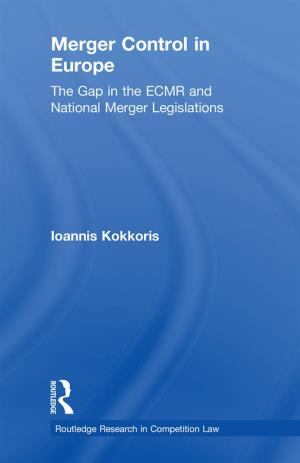 Merger Control in
Europe
The Gap in the ECMR and
National Merger Legislations
Ioannis Kokkoris
ROUTLEDGE
Routledge Research in Competition Law